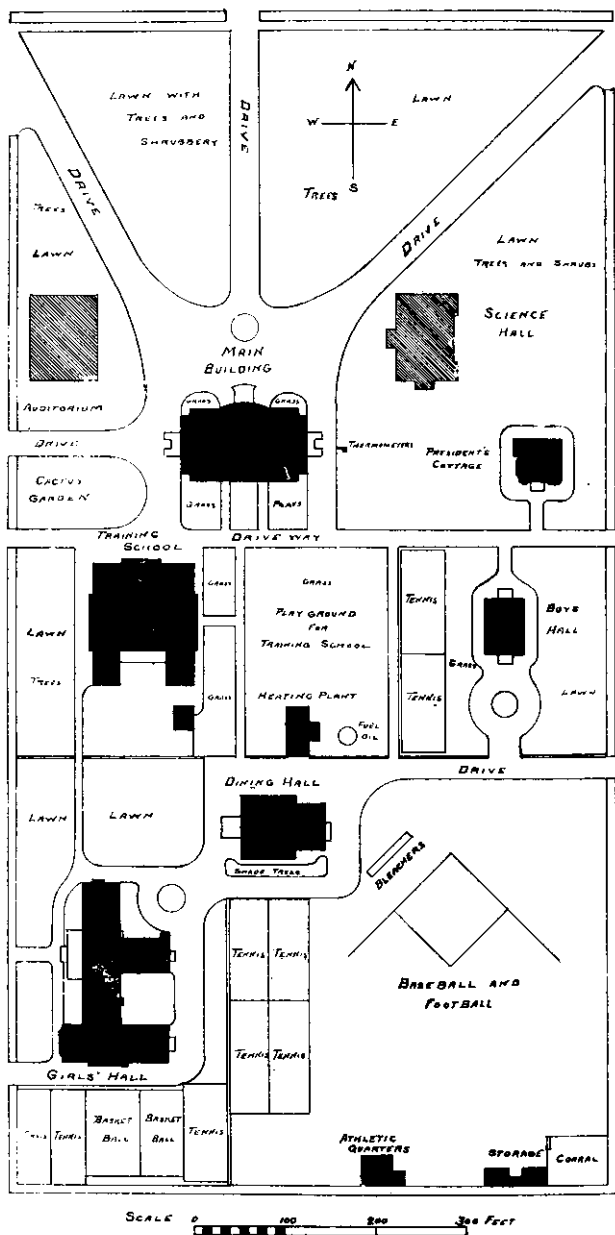 N
W E
S
LAWN WITH
TREES AND
SHRUBBERY
DRIVE
LAWN
TREES
DRIVE
DRIVE
TREES
LAWN
LAWN
TREES AND SHRUBS
SCIENCE
HALL
MAIN
BUILDING
AUDITORIUM
GRASS
GRASS
DRIVE
THERMOMETERS
PRESIDENT'S
COTTAGE
CACTUS
GARDEN
GRASS
PLATS
DRIVE WAY
TRAINING
SCHOOL
GRASS
GRASS
PLAY GROUND
FOR
TRAINING SCHOOL
TENNIS
BOYS
HALL
LAWN
TREES
GRASS
TENNIS
GRASS
LAWN
HEATING PLANT
FUEL
OIL
DRIVE
DINING HALL
LAWN
LAWN
SHADE TREES
BLEACHERS
TENNIS
TENNIS
BASEBALL AND
FOOTBALL
TENNIS
TENNIS
GIRLS' HALL
TENNIS
BASKET
BALL
BASKET
BALL
TENNIS
ATHLETIC
QUARTERS
STORAGE
CORRAL
SCALE 0 100 200 300 FEET